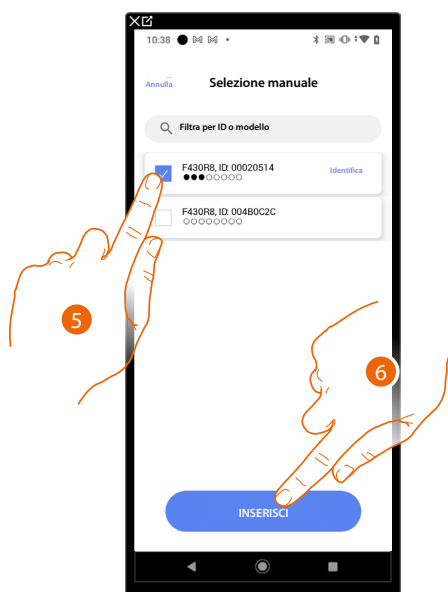 10:38
Annulla
Selezione manuale
Filtra per ID o modello
F430R8, ID: 00020514
Identifica
F430R8, ID: 004B0C2C
5
6
INSERISCI